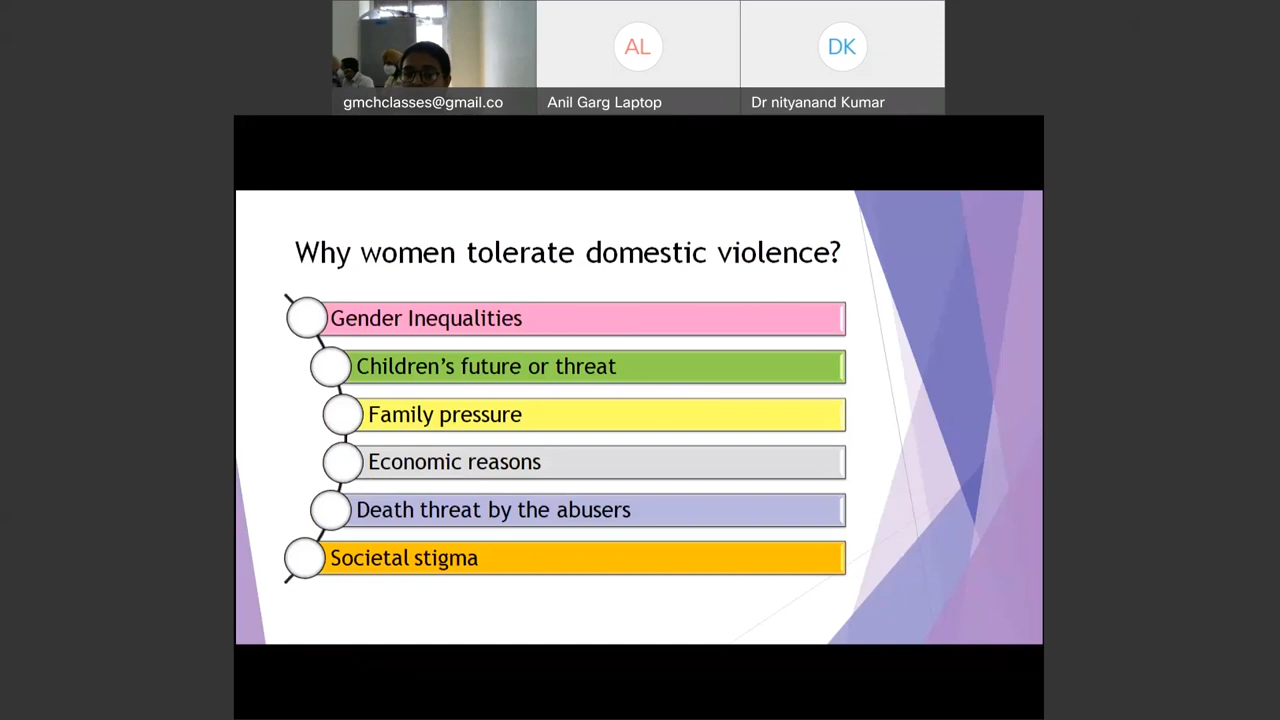 AL
DK
gmchclasses@gmail.co
Anil Garg Laptop
Dr nityanand Kumar
Why women tolerate domestic violence?
Gender Inequalities
Children’s future or threat
Family pressure
Economic reasons
Death threat by the abusers
Societal stigma